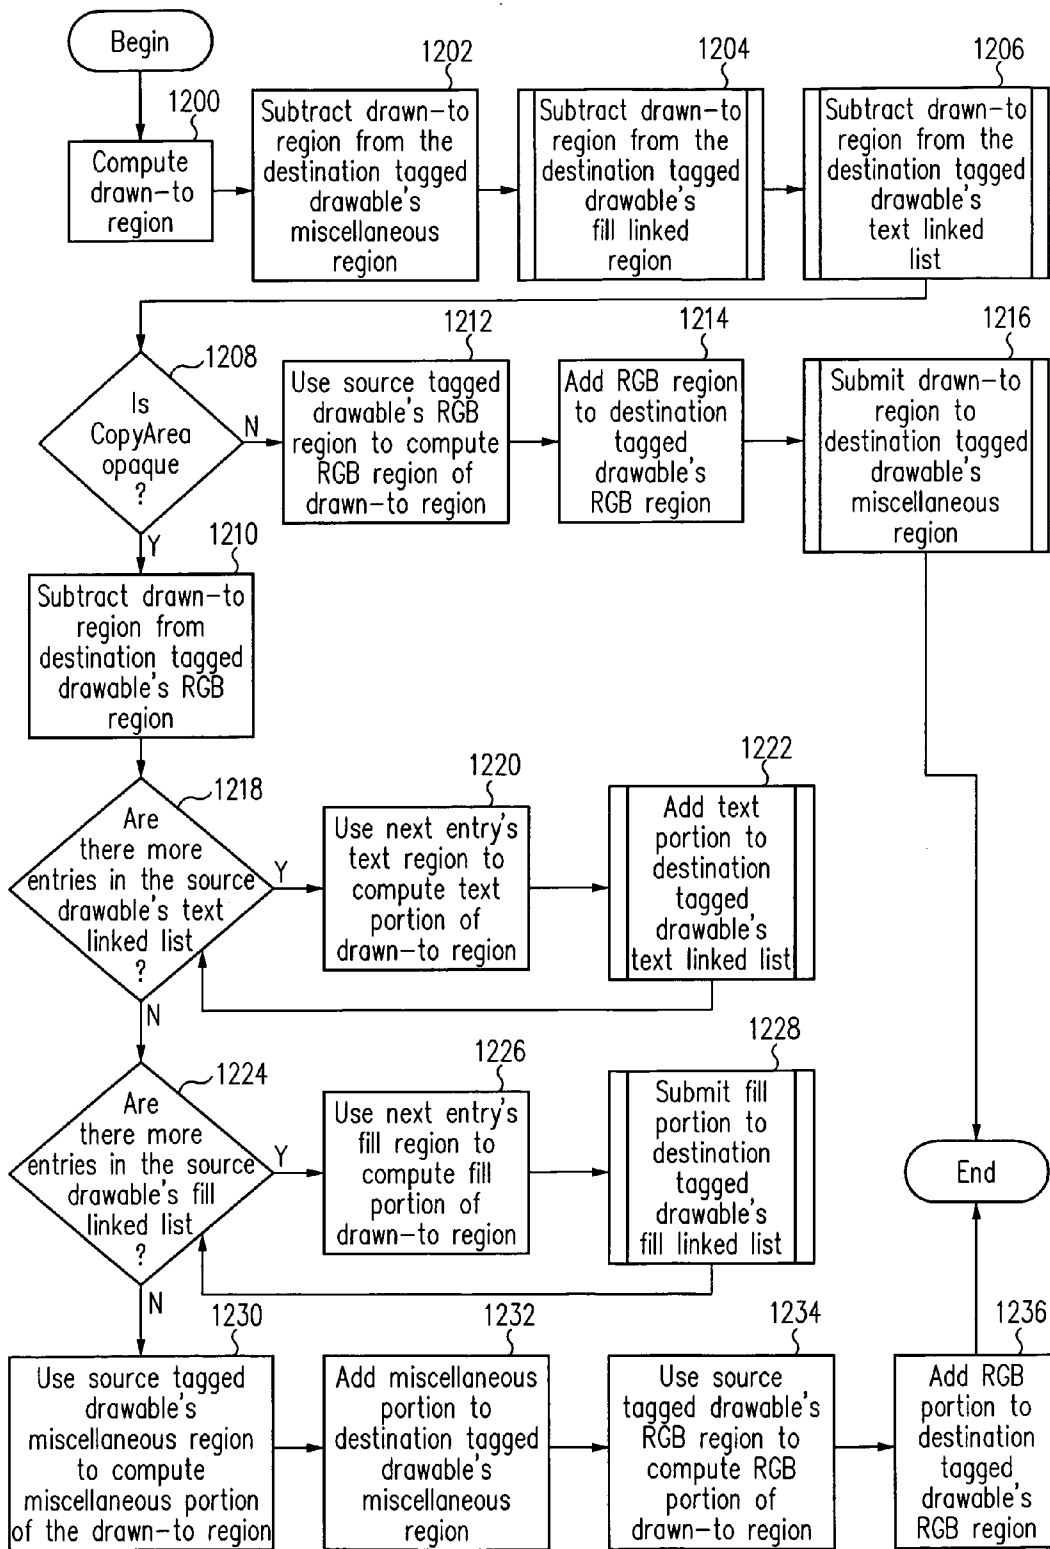 Begin
1200
Compute
drawn-to
region
1202
Subtract drawn-to
region from the
destination tagged
drawable's
miscellaneous
region
1204
Subtract drawn-to
region from the
destination tagged
drawable's
fill linked
region
1206
Subtract drawn-to
region from the
destination tagged
drawable's
text linked
list
1208
Is
CopyArea
opaque
?
N
Y
1212
Use source tagged
drawable's RGB
region to compute
RGB region of
drawn-to region
1214
Add RGB region
to destination
tagged
drawable's
RGB region
1216
Submit drawn-to
region to
destination tagged
drawable's
miscellaneous
region
1210
Subtract drawn-to
region from
destination tagged
drawable's RGB
region
1218
Are
there more
entries in the source
drawable's text
linked list
?
Y
N
1220
Use next entry's
text region to
compute text
portion of
drawn-to region
1222
Add text
portion to
destination
tagged
drawable's
text linked list
1224
Are
there more
entries in the source
drawable's fill
linked list
?
Y
N
1226
Use next entry's
fill region to
compute fill
portion of
drawn-to region
1228
Submit fill
portion to
destination
tagged
drawable's
fill linked list
End
1230
Use source tagged
drawable's
miscellaneous region
to compute
miscellaneous portion
of the drawn-to region
1232
Add miscellaneous
portion to
destination tagged
drawable's
miscellaneous
region
1234
Use source
tagged drawable's
RGB region to
compute RGB
portion of
drawn-to region
1236
Add RGB
portion to
destination
tagged
drawable's
RGB region